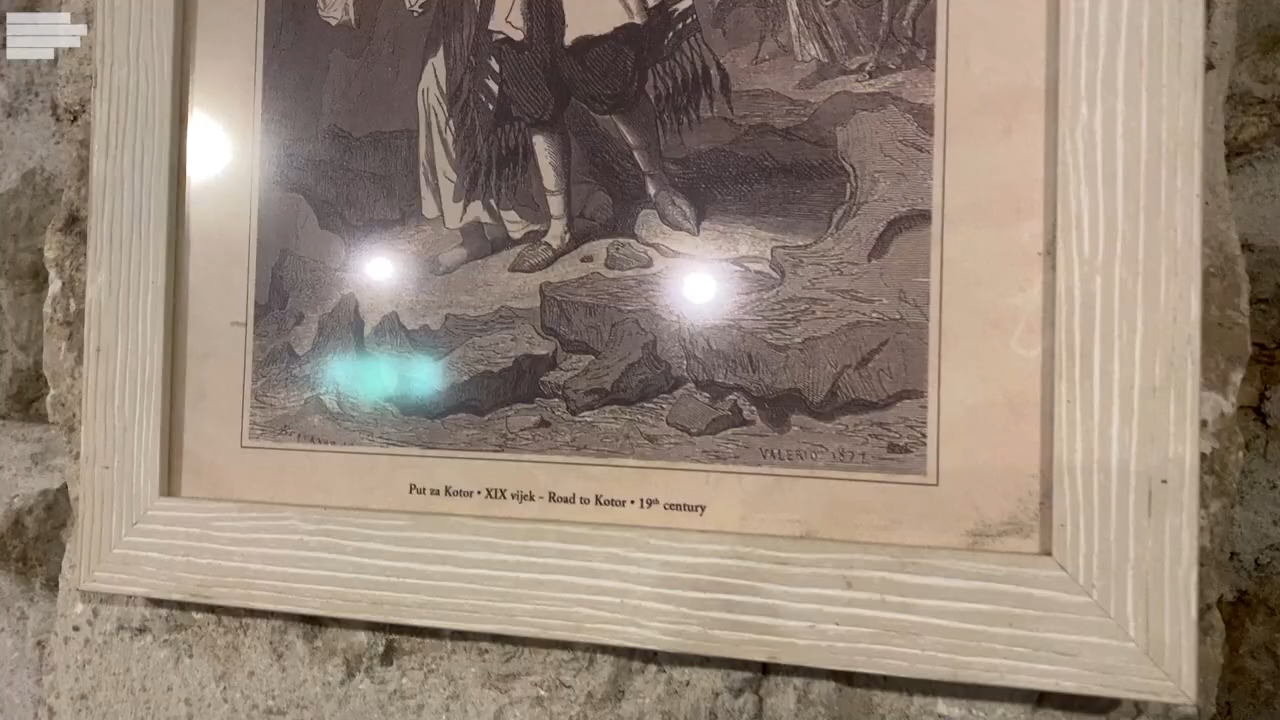 VALERIO 1871
Put za Kotor • XIX vijek - Road to Kotor • 19th century